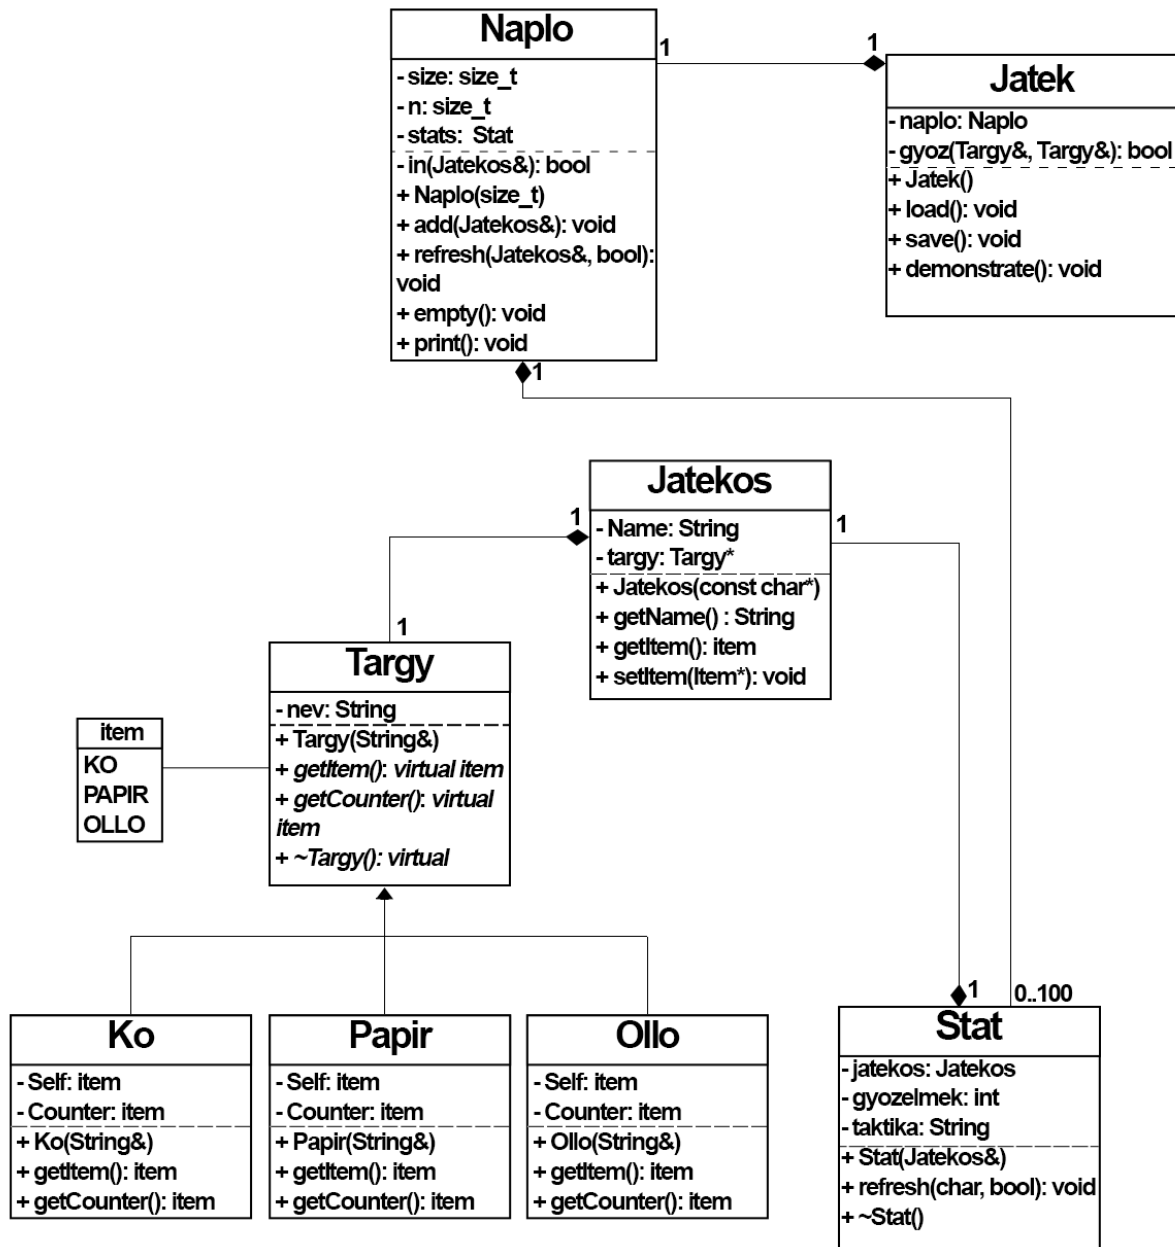 Naplo
- size: size_t
- n: size_t
- stats: Stat
- in(Jatekos&): bool
+ Naplo(size_t)
+ add(Jatekos&): void
+ refresh(Jatekos&, bool):
void
+ empty(): void
+ print(): void
1
1
Jatek
- naplo: Naplo
- gyoz(Targy&, Targy&): bool
+ Jatek()
+ load(): void
+ save(): void
+ demonstrate(): void
1
Jatekos
- Name: String
- targy: Targy*
+ Jatekos(const char*)
+ getName() : String
+ getItem(): item
+ setItem(Item*): void
1
1
1
Targy
- nev: String
+ Targy(String&)
+ getItem(): virtual item
+ getCounter(): virtual
item
+ ~Targy(): virtual
item
KO
PAPIR
OLLO
Ko
- Self: item
- Counter: item
+ Ko(String&)
+ getItem(): item
+ getCounter(): item
Papir
- Self: item
- Counter: item
+ Papir(String&)
+ getItem(): item
+ getCounter(): item
Ollo
- Self: item
- Counter: item
+ Ollo(String&)
+ getItem(): item
+ getCounter(): item
1
0..100
Stat
- jatekos: Jatekos
- gyozelmek: int
- taktika: String
+ Stat(Jatekos&)
+ refresh(char, bool): void
+ ~Stat()